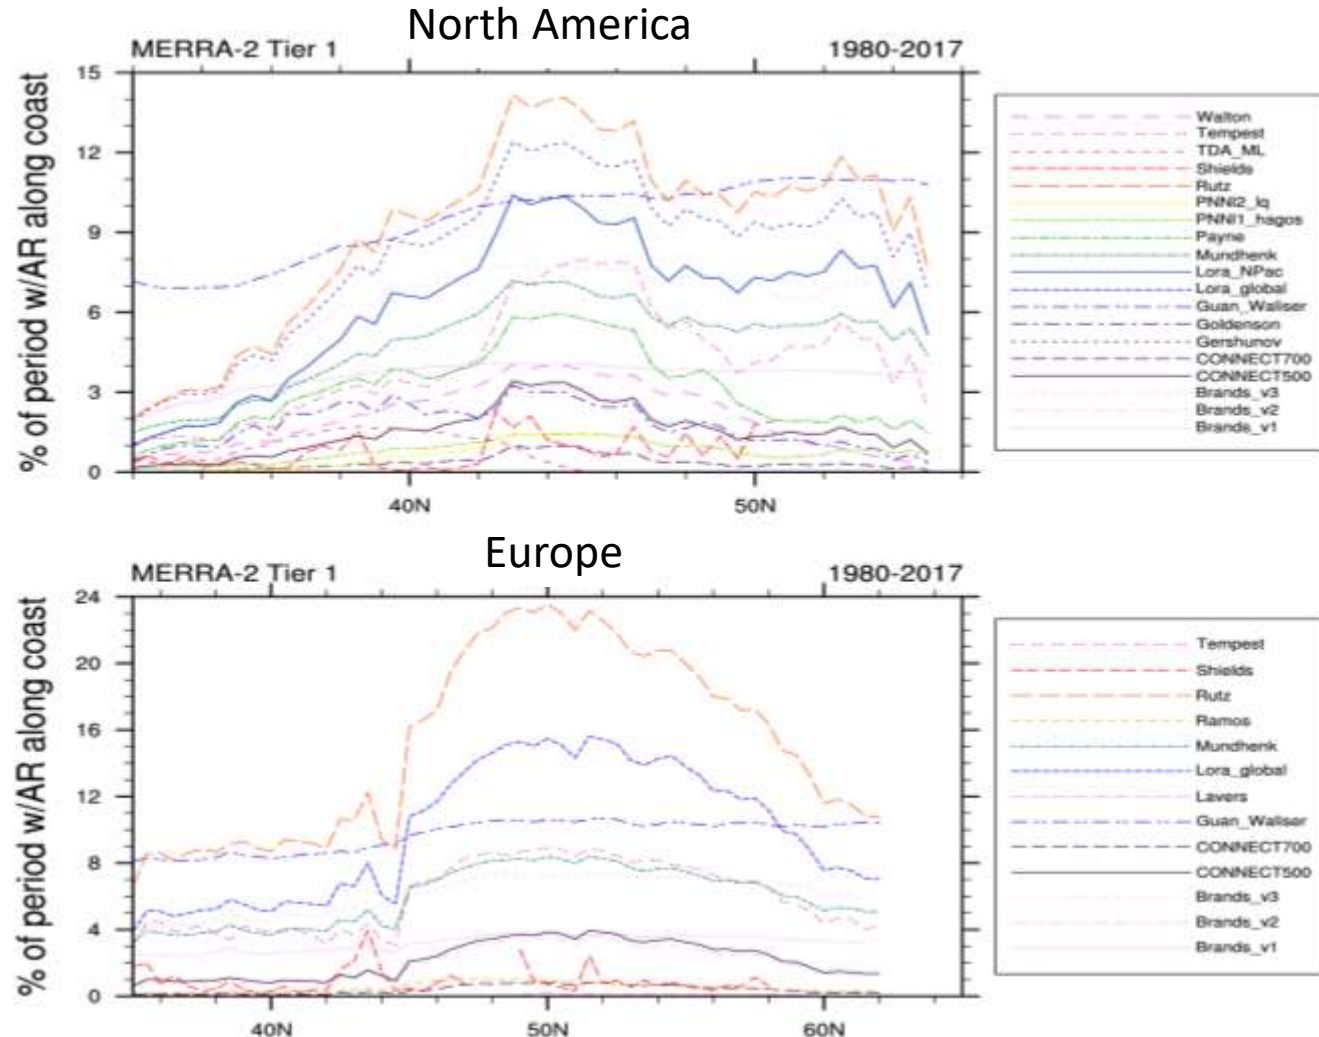 North America
MERRA-2 Tier 1 1980-2017
% of period w/AR along coast
15
12
9
6
3
0
40N 50N
Walton
Tempest
TDA_ML
Shields
Rutz
PNNl2_lq
PNNl1_hagos
Payne
Mundhenk
Lora_NPac
Lora_global
Guan_Waliser
Goldenson
Gershunov
CONNECT700
CONNECT500
Brands_v3
Brands_v2
Brands_v1
Europe
MERRA-2 Tier 1 1980-2017
% of period w/AR along coast
24
20
16
12
8
4
0
40N 50N 60N
Tempest
Shields
Rutz
Ramos
Mundhenk
Lora_global
Lavers
Guan_Waliser
CONNECT700
CONNECT500
Brands_v3
Brands_v2
Brands_v1